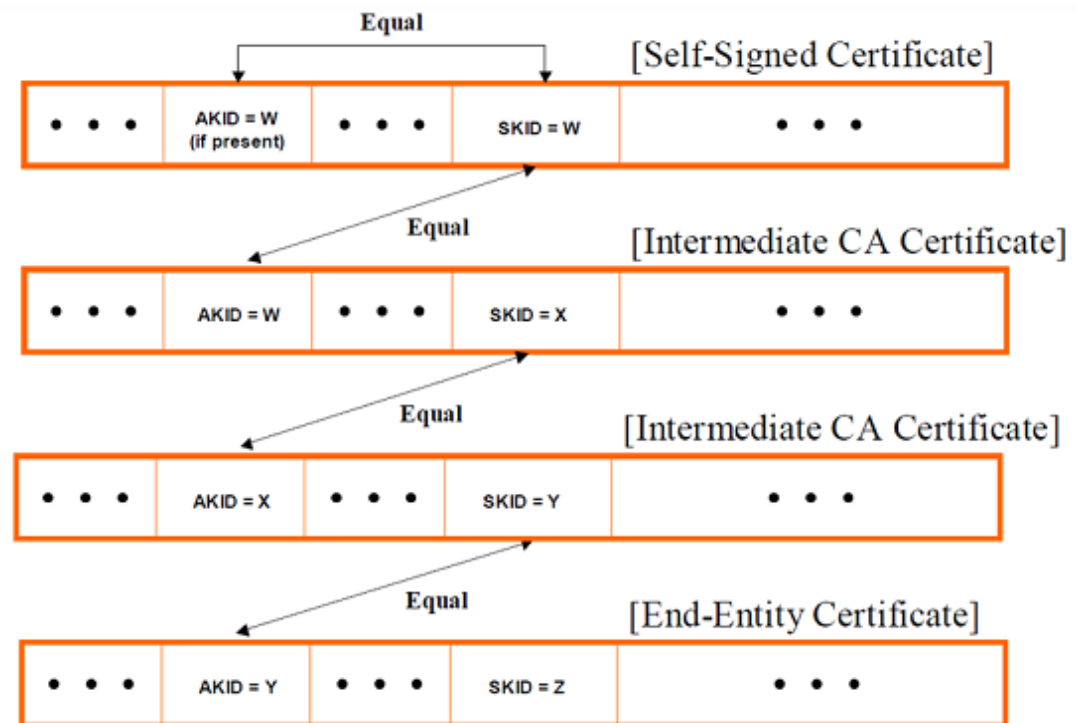 Equal
[Self-Signed Certificate]
• • • AKID = W (if present) • • • SKID = W • • •
Equal
[Intermediate CA Certificate]
• • • AKID = W • • • SKID = X • • •
Equal
[Intermediate CA Certificate]
• • • AKID = X • • • SKID = Y • • •
Equal
[End-Entity Certificate]
• • • AKID = Y • • • SKID = Z • • •